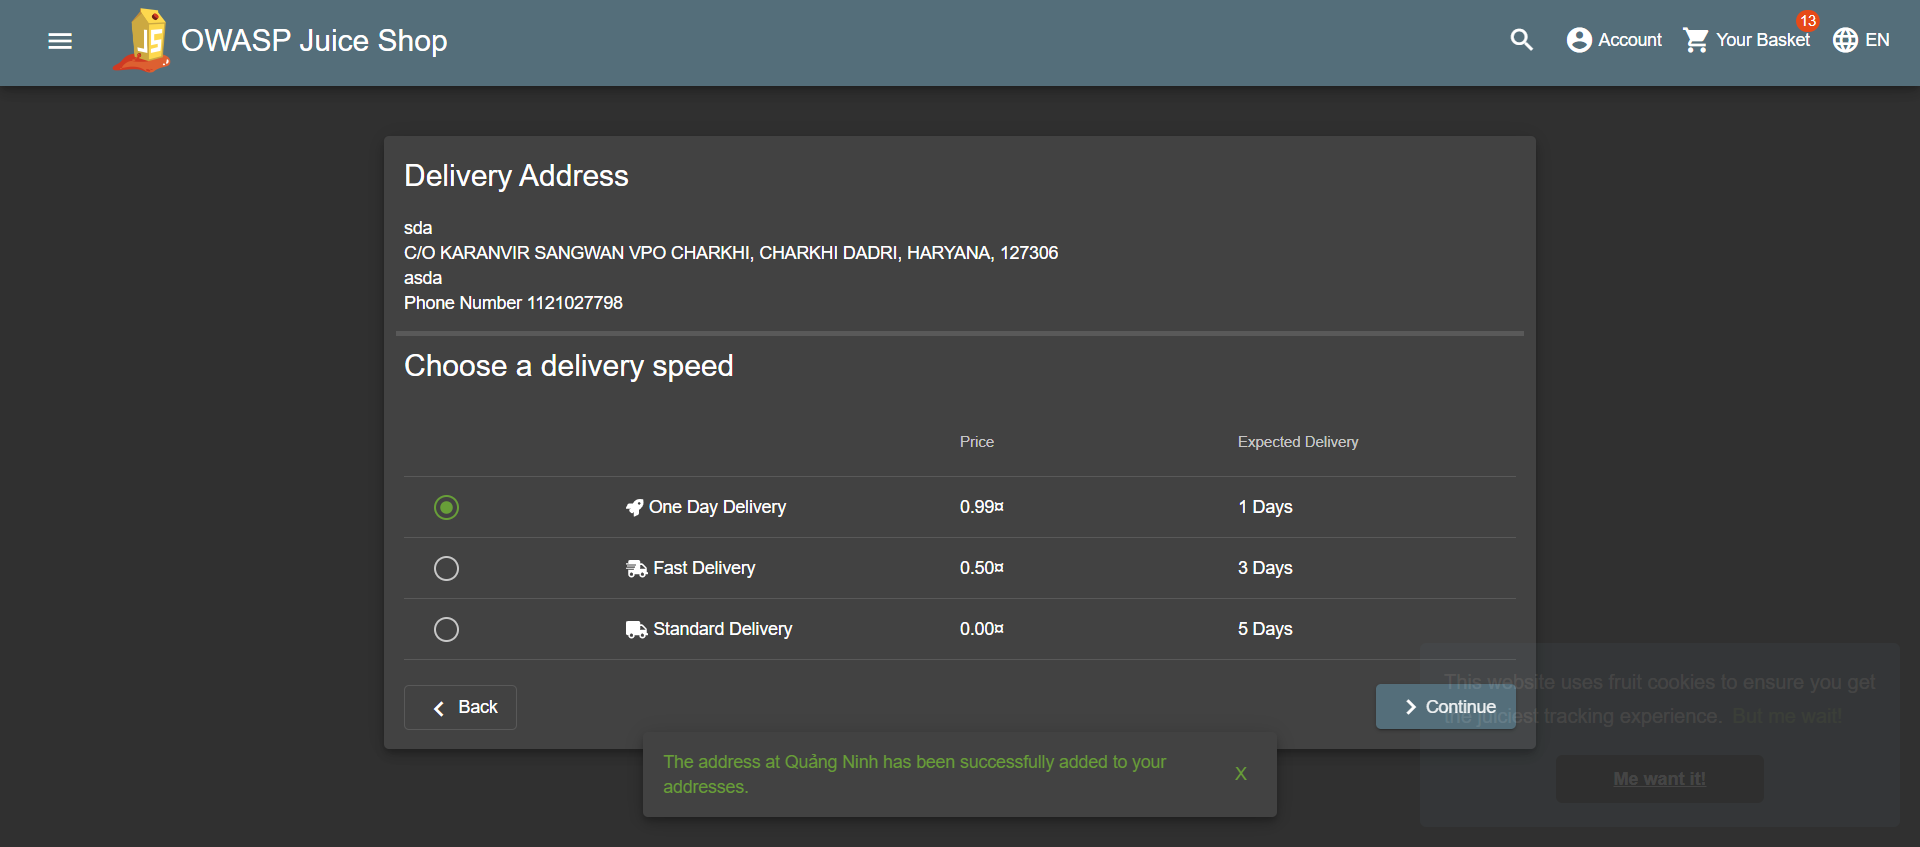 OWASP Juice Shop
Account
Your Basket
13
EN
Delivery Address
sda
C/O KARANVIR SANGWAN VPO CHARKHI, CHARKHI DADRI, HARYANA, 127306
asda
Phone Number 1121027798
Choose a delivery speed
Price Expected Delivery
One Day Delivery 0.99¤ 1 Days
Fast Delivery 0.50¤ 3 Days
Standard Delivery 0.00¤ 5 Days
Back
Continue
This website uses fruit cookies to ensure you get
the juiciest tracking experience. But me wait!
Me want it!
The address at Quảng Ninh has been successfully added to your
addresses.
X